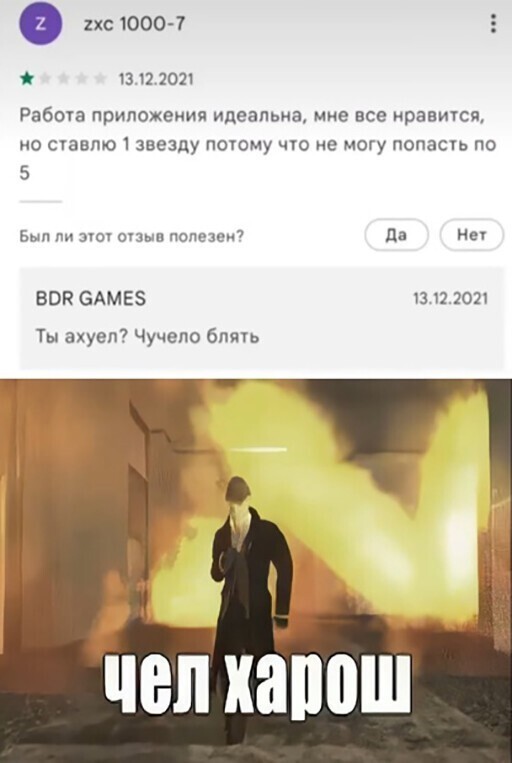 Z
zxc 1000-7
13.12.2021
Работа приложения идеальна, мне все нравится,
но ставлю 1 звезду потому что не могу попасть по
5
Был ли этот отзыв полезен?
Да
Нет
BDR GAMES
13.12.2021
Ты ахуел? Чучело блять
чел харош